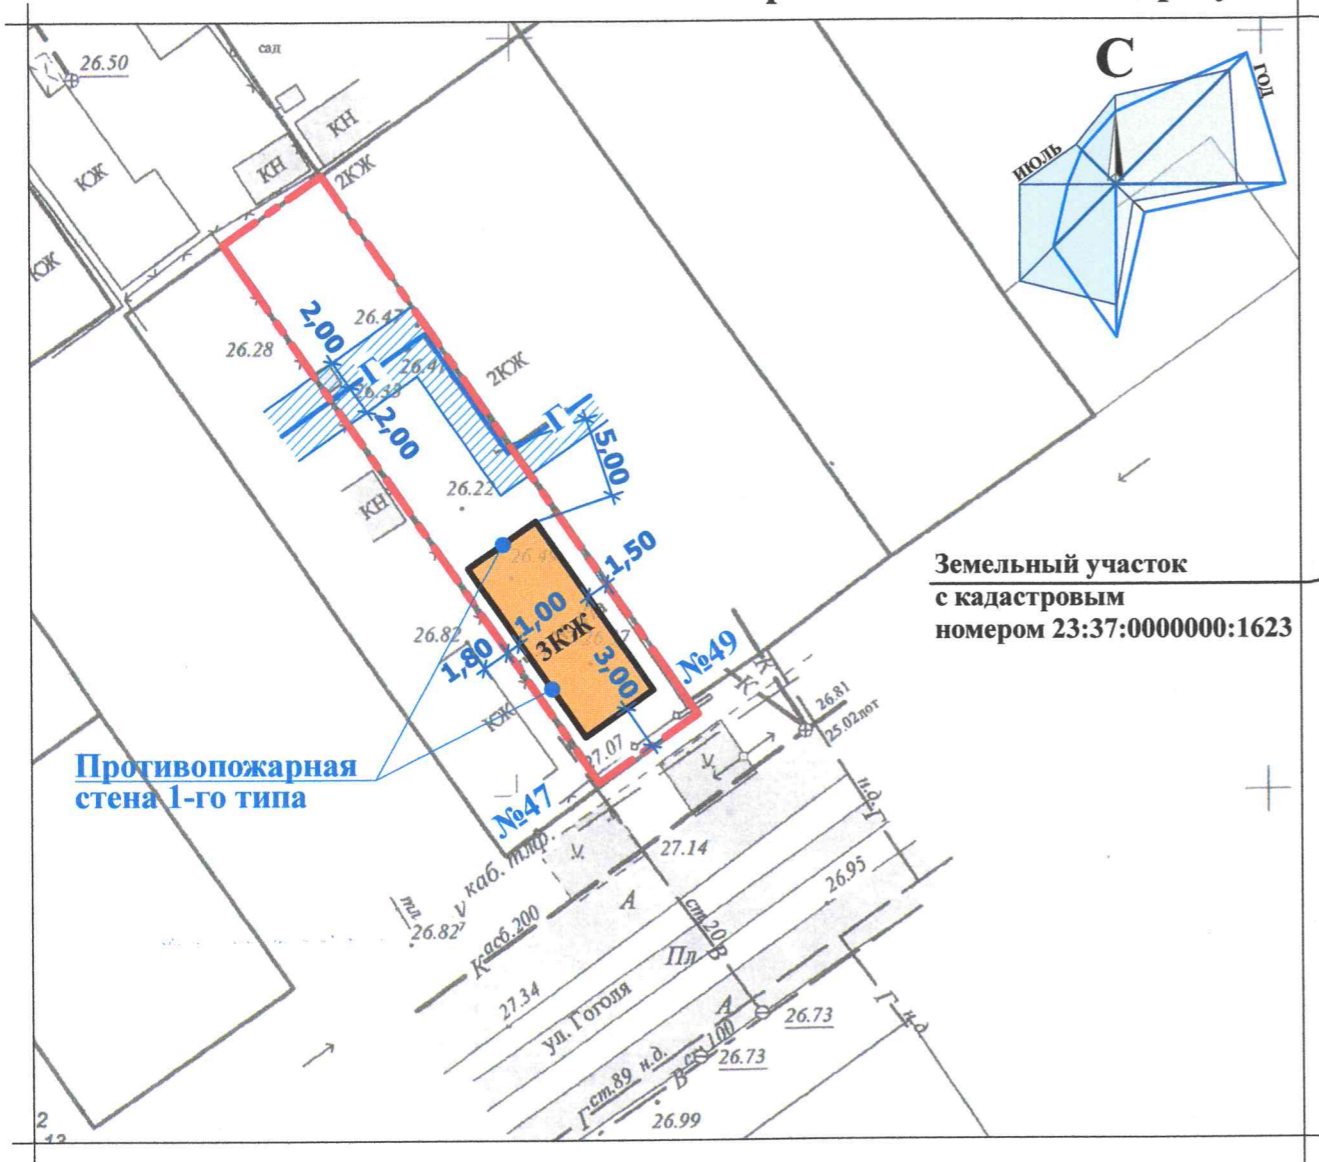 сад
26.50
С
ГОД
КН
КН
КЖ
2КЖ
ИЮЛЬ
КЖ
2,00
26.47
26.28
Г
2КЖ
2,00
Г
5,00
26.22
КН
1,50
Земельный участок
с кадастровым
номером 23:37:0000000:1623
1,00
26.82
3КЖ
1,80
3,00
№49
К
К
26.81
25.02лот
КЖ
27.07
Противопожарная
стена 1-го типа
№47
V
н.д.
Г
каб. тлф.
V
27.14
V
26.95
тл.
26.82
А
ст.20
В
К
асб.200
Пл
27.34
ул. Гоголя
А
26.73
Г
н.д
ст.100
26.73
Г
ст.89 н.д.
В
26.99
2